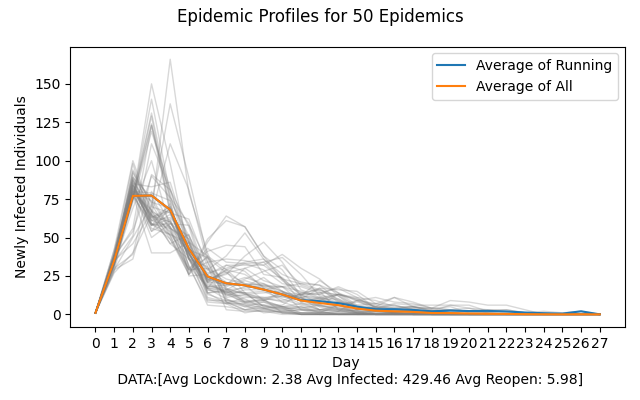 Epidemic Profiles for 50 Epidemics
Average of Running
Average of All
Newly Infected Individuals
150
125
100
75
50
25
0
0 1 2 3 4 5 6 7 8 9 10 11 12 13 14 15 16 17 18 19 20 21 22 23 24 25 26 27
Day
DATA:[Avg Lockdown: 2.38 Avg Infected: 429.46 Avg Reopen: 5.98]